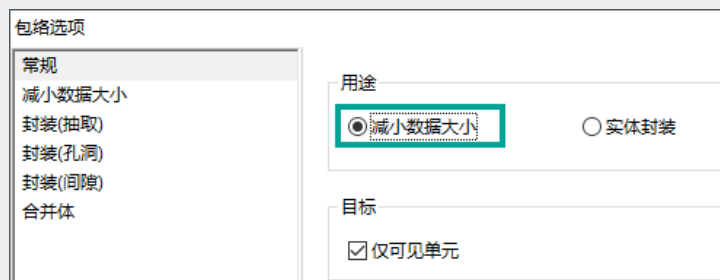 包络选项
常规
减小数据大小
封装(抽取)
封装(孔洞)
封装(间隙)
合并体
用途
减小数据大小
实体封装
目标
仅可见单元